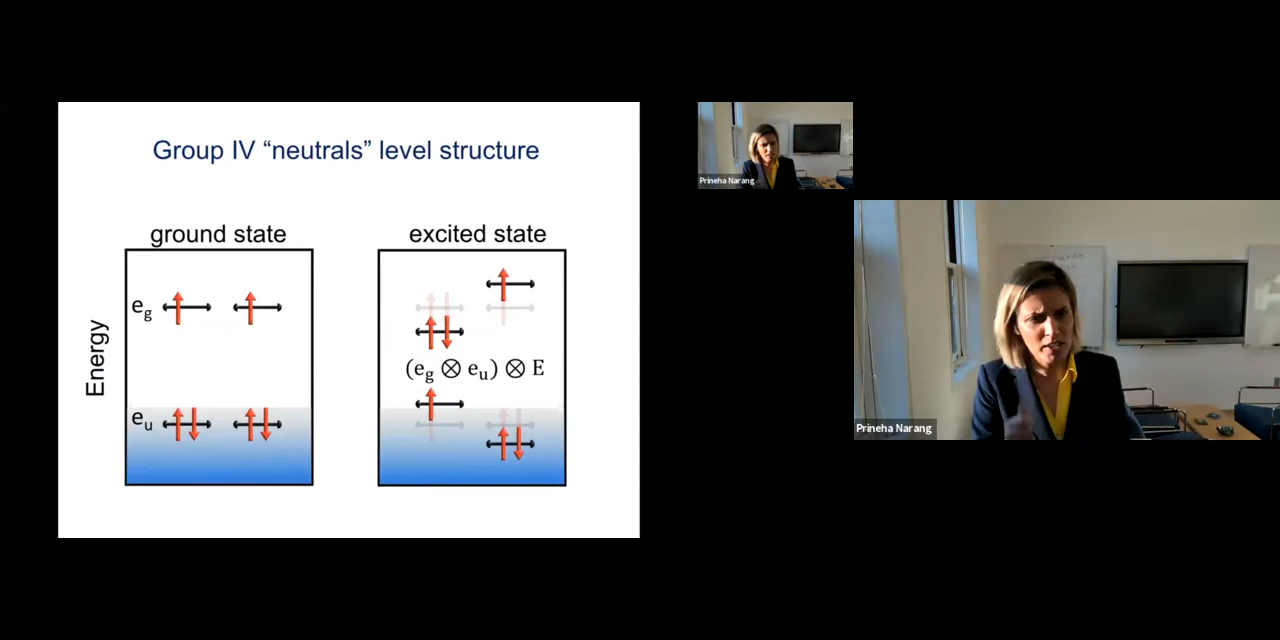 Group IV “neutrals” level structure
ground state
excited state
Energy
e_g
e_u
(e_g ⊗ e_u) ⊗ E
Prineha Narang
Prineha Narang